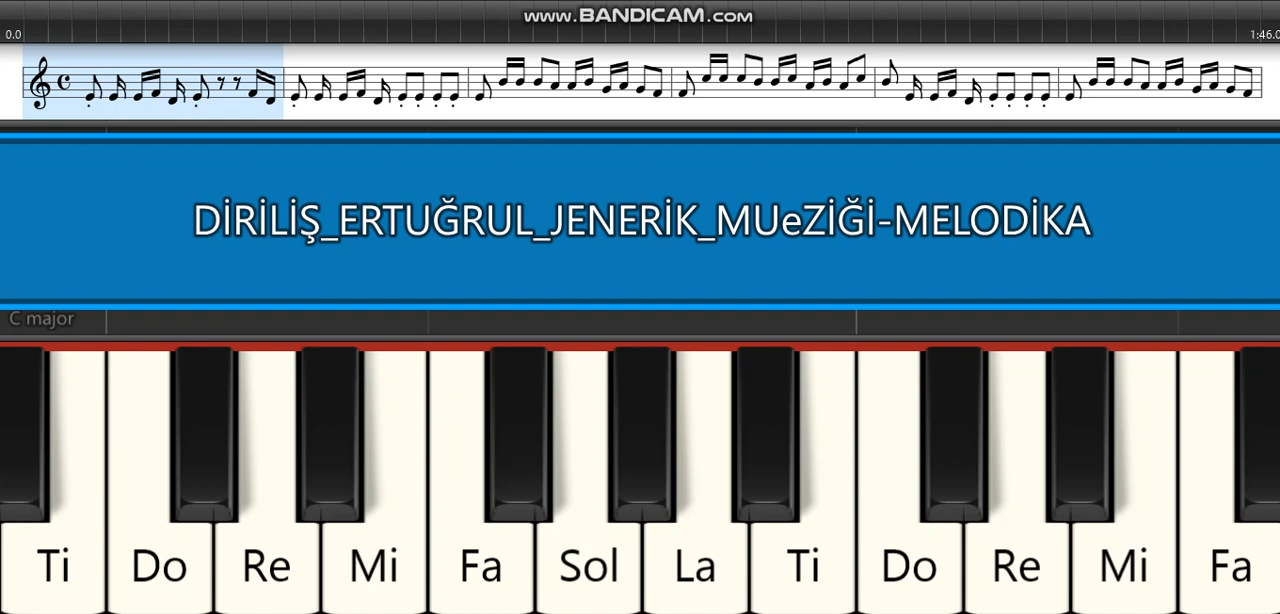 www.BANDICAM.com
0.0 1:46.0
DİRİLİŞ_ERTUĞRUL_JENERİK_MUeZİĞİ-MELODİKA
C major
Ti Do Re Mi Fa Sol La Ti Do Re Mi Fa